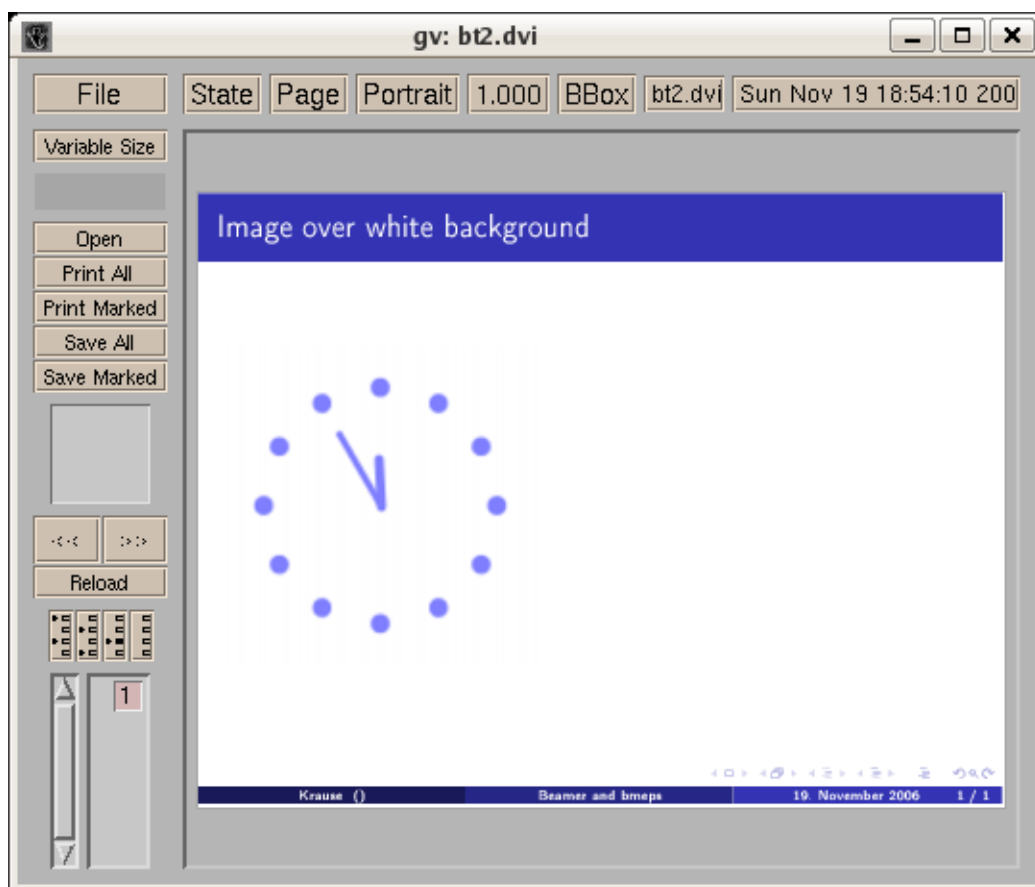 gv: bt2.dvi
File State Page Portrait 1.000 BBox bt2.dvi Sun Nov 19 18:54:10 200
Variable Size
Open
Print All
Print Marked
Save All
Save Marked
<< >>
Reload
1
Image over white background
Krause () Beamer and bmeps 19. November 2006 1 / 1